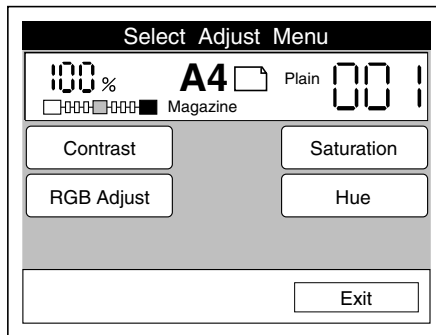 Select Adjust Menu
100 % A4 Plain 001
Magazine
Contrast Saturation
RGB Adjust Hue
Exit